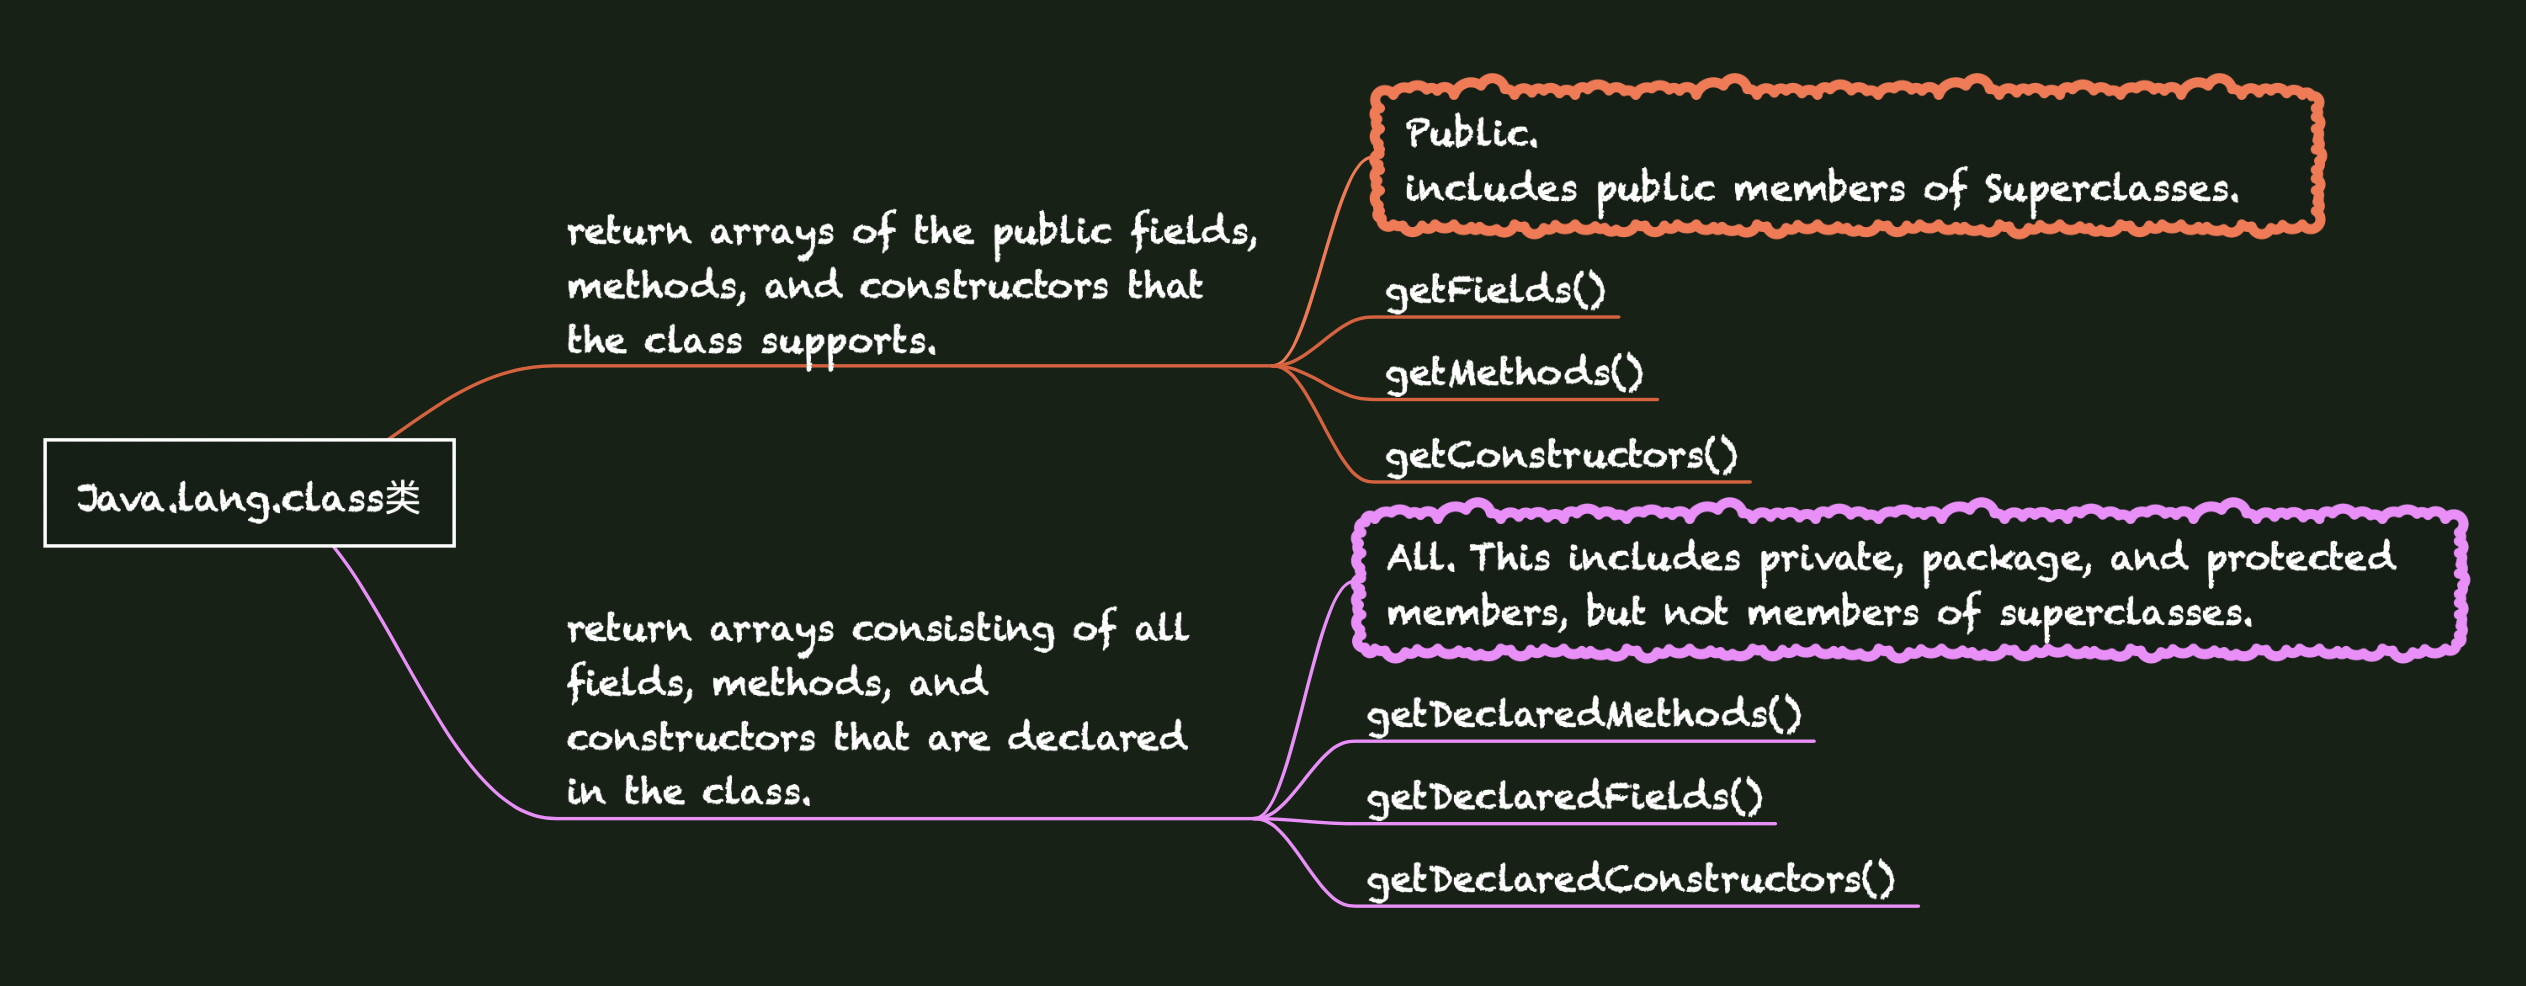 Java.lang.class类
return arrays of the public fields,
methods, and constructors that
the class supports.
Public.
includes public members of Superclasses.
getFields()
getMethods()
getConstructors()
return arrays consisting of all
fields, methods, and
constructors that are declared
in the class.
All. This includes private, package, and protected
members, but not members of superclasses.
getDeclaredMethods()
getDeclaredFields()
getDeclaredConstructors()